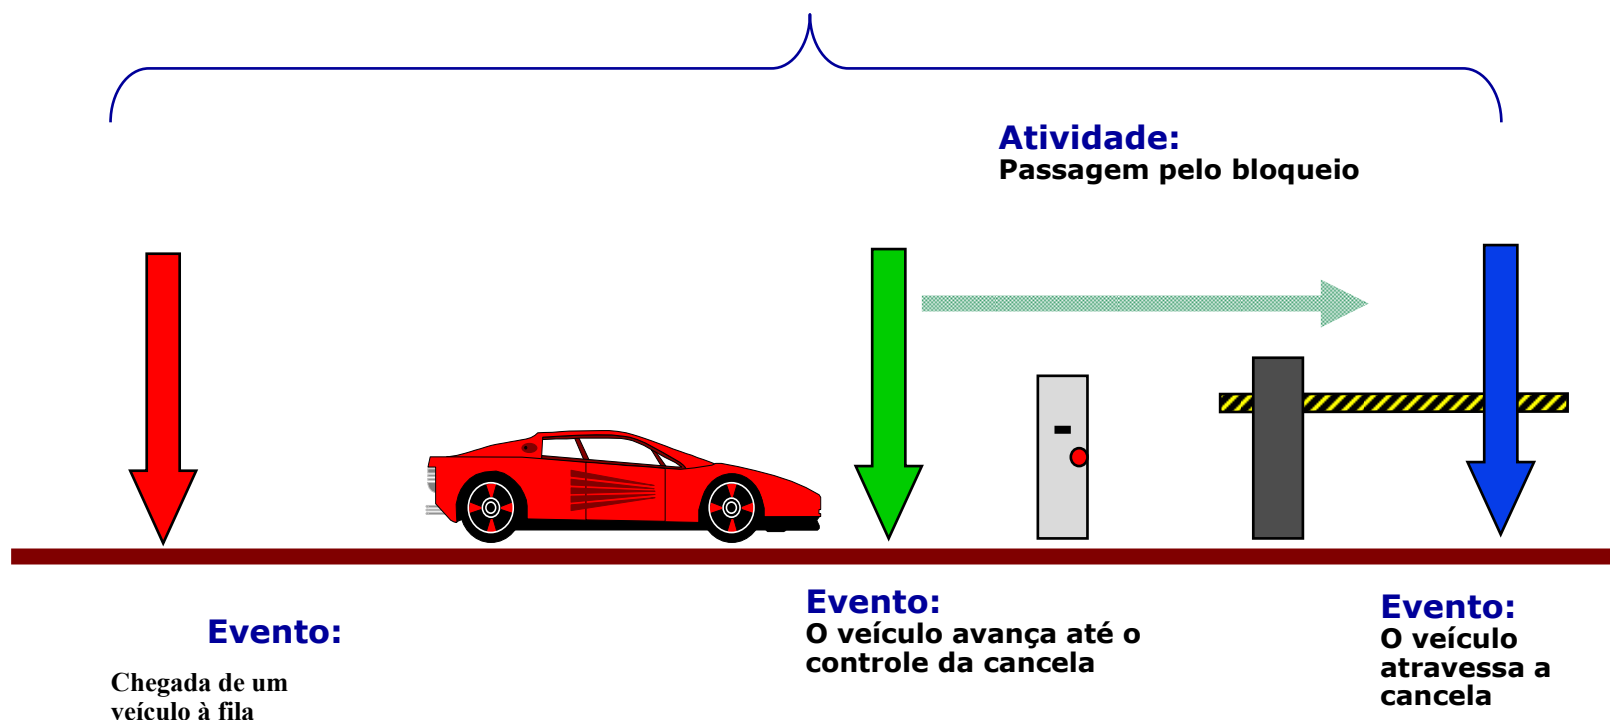 Atividade:
Passagem pelo bloqueio
Evento:
Chegada de um
veículo à fila
Evento:
O veículo avança até o
controle da cancela
Evento:
O veículo
atravessa a
cancela